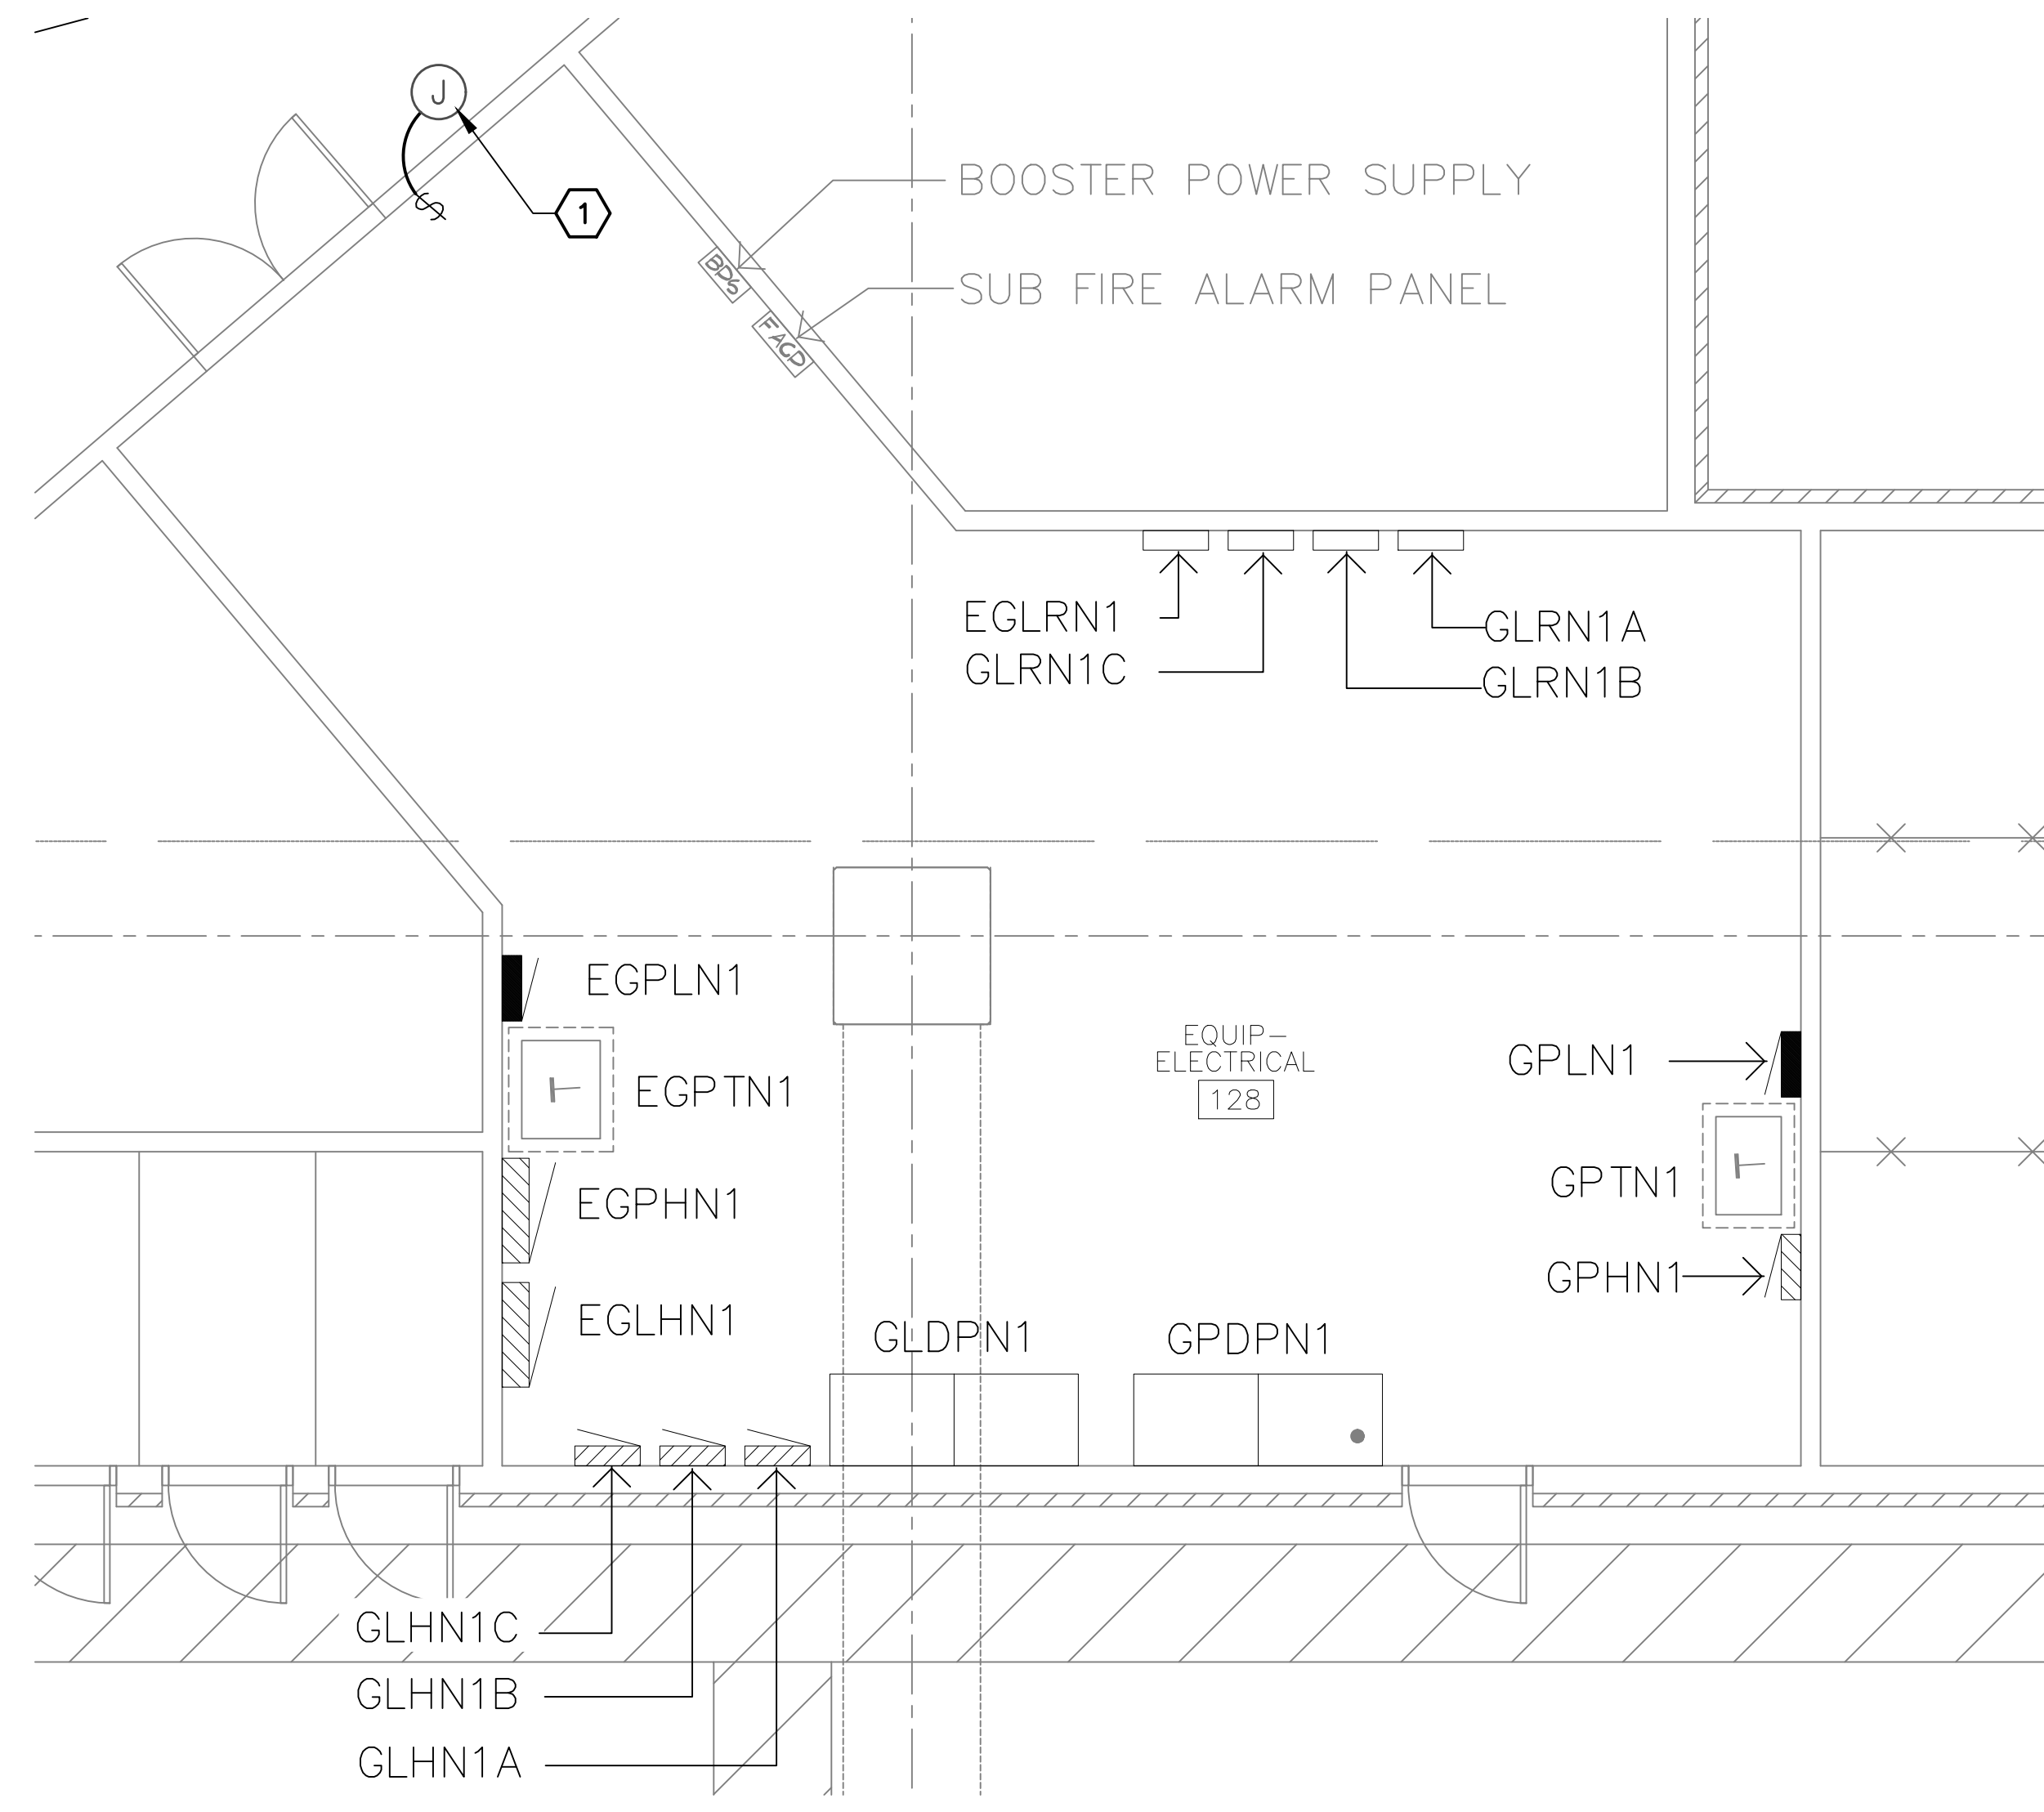 J
$
1
BOOSTER POWER SUPPLY
BDS
SUB FIRE ALARM PANEL
FACD
EGLRN1
GLRN1A
GLRN1C
GLRN1B
EGPLN1
EQUIP-
ELECTRICAL
128
GPLN1
EGPTN1
T
T
GPTN1
EGPHN1
GPHN1
EGLHN1
GLDPN1
GPDPN1
GLHN1C
GLHN1B
GLHN1A